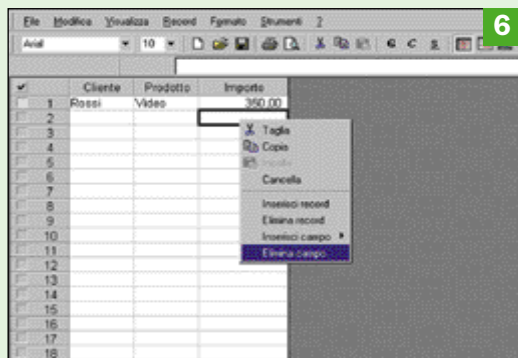 File Modifica Visualizza Record Formato Strumenti ?
6
Arial 10 G C S
Cliente Prodotto Importo
1 Rossi Video 350,00
2
3
4
5
6
7
8
9
10
11
12
13
14
15
16
17
18
Taglia
Copia
Incolla
Cancella
Inserisci record
Elimina record
Inserisci campo
Elimina campo